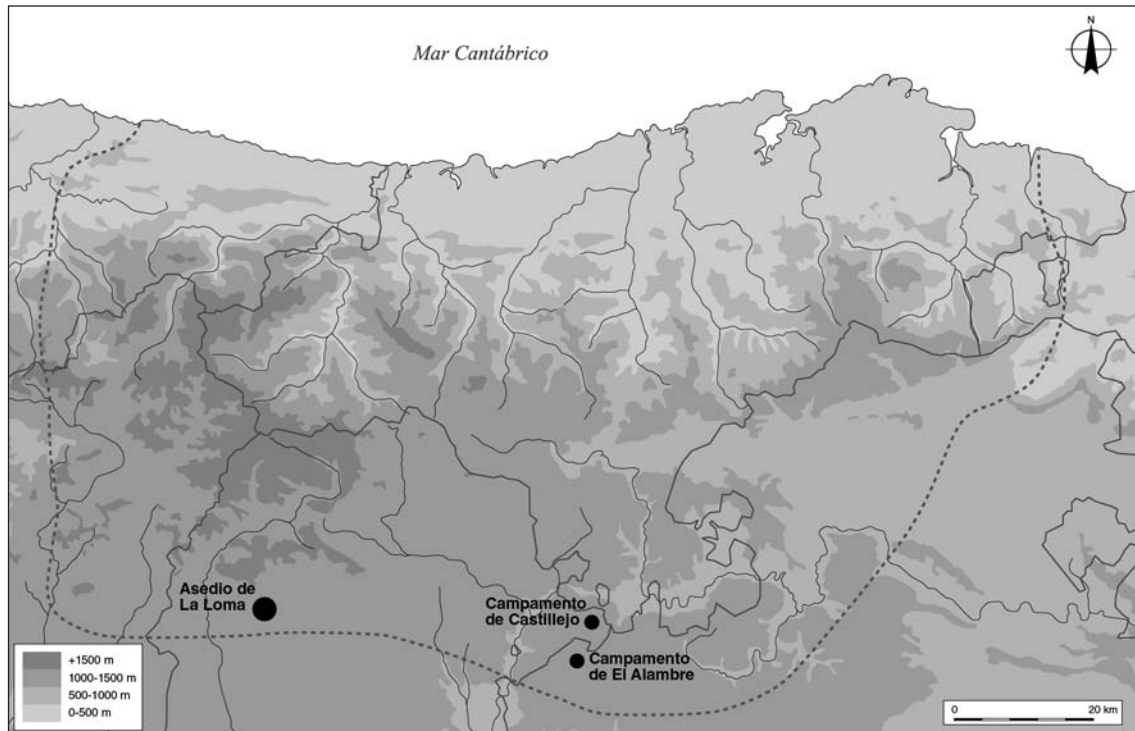 Mar Cantábrico
N
Asedio de
La Loma
Campamento
de Castillejo
Campamento
de El Alambre
+1500 m
1000-1500 m
500-1000 m
0-500 m
0 20 km